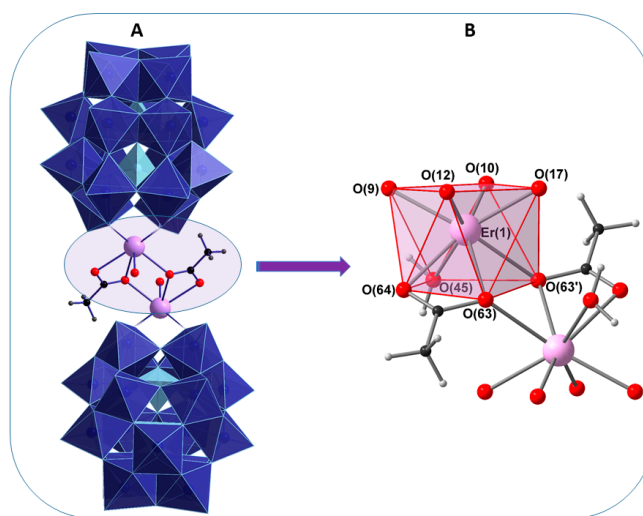 A
B
O(9)
O(12)
O(10)
O(17)
Er(1)
O(64)
O(45)
O(63)
O(63')